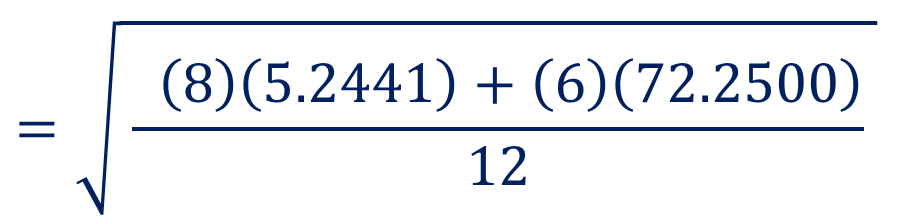 = √ (8)(5.2441) + (6)(72.2500)
12